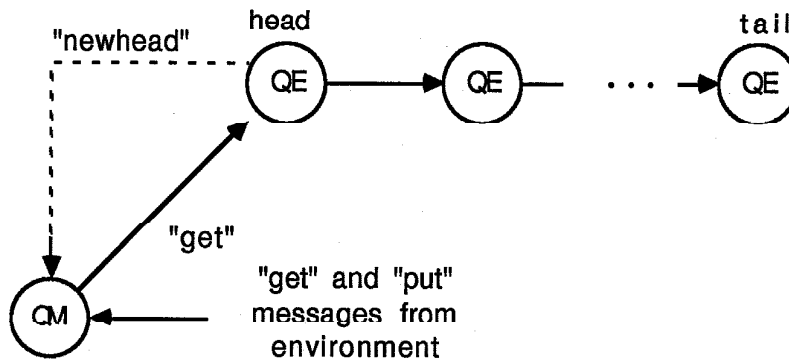 head
tail
"newhead"
QE
QE
. . .
QE
"get"
"get" and "put"
messages from
environment
QM